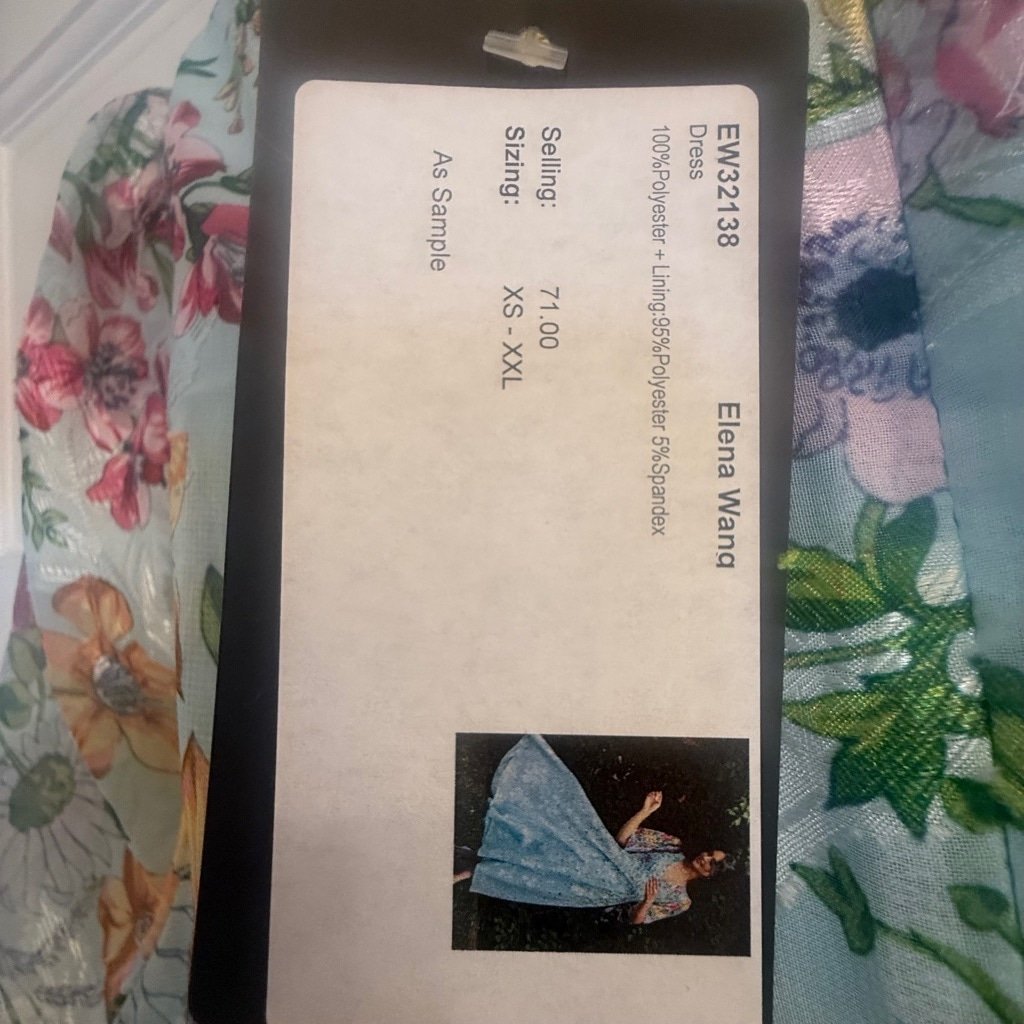 EW32138 Elena Wang
Dress
100%Polyester + Lining:95%Polyester 5%Spandex
Selling: 71.00
Sizing: XS - XXL
As Sample